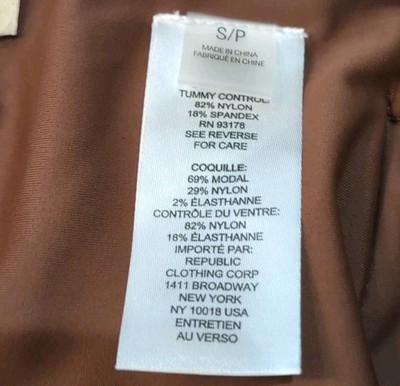 S/P
MADE IN CHINA
FABRIQUÉ EN CHINE
TUMMY CONTROL:
82% NYLON
18% SPANDEX
RN 93178
SEE REVERSE
FOR CARE
COQUILLE:
69% MODAL
29% NYLON
2% ÉLASTHANNE
CONTRÔLE DU VENTRE:
82% NYLON
18% ÉLASTHANNE
IMPORTÉ PAR:
REPUBLIC
CLOTHING CORP
1411 BROADWAY
NEW YORK
NY 10018 USA
ENTRETIEN
AU VERSO